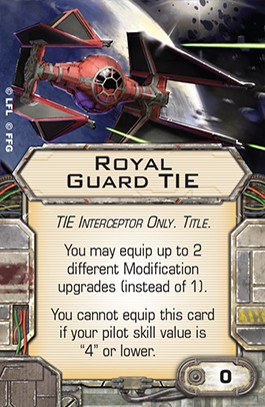 © LFL © FFG
ROYAL
GUARD TIE
TIE INTERCEPTOR ONLY. TITLE.
You may equip up to 2
different Modification
upgrades (instead of 1).
You cannot equip this card
if your pilot skill value is
“4” or lower.
0